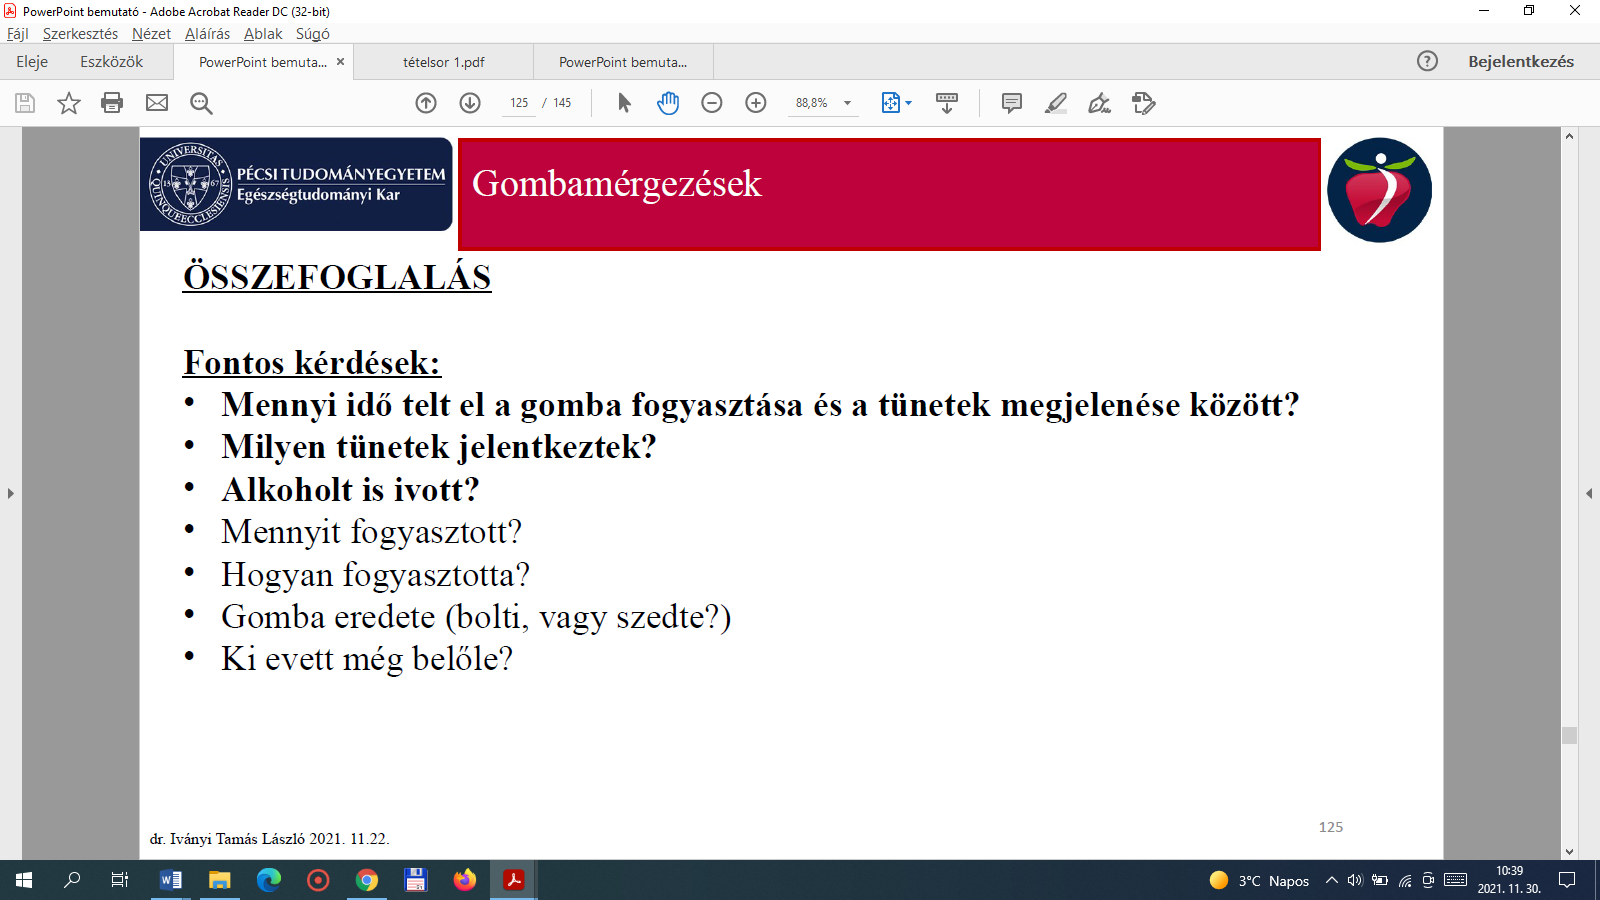 PowerPoint bemutató - Adobe Acrobat Reader DC (32-bit)
Fájl Szerkesztés Nézet Aláírás Ablak Súgó
Eleje Eszközök PowerPoint bemuta... × tételsor 1.pdf PowerPoint bemuta... ? Bejelentkezés
125 / 145 88,8%
UNIVERSITAS QUINQUEECCLESIENSIS
13 67
PÉCSI TUDOMÁNYEGYETEM
Egészségtudományi Kar
Gombamérgezések
ÖSSZEFOGLALÁS
Fontos kérdések:
• Mennyi idő telt el a gomba fogyasztása és a tünetek megjelenése között?
• Milyen tünetek jelentkeztek?
• Alkoholt is ivott?
• Mennyit fogyasztott?
• Hogyan fogyasztotta?
• Gomba eredete (bolti, vagy szedte?)
• Ki evett még belőle?
125
dr. Iványi Tamás László 2021. 11.22.
3°C Napos
10:39
2021. 11. 30.